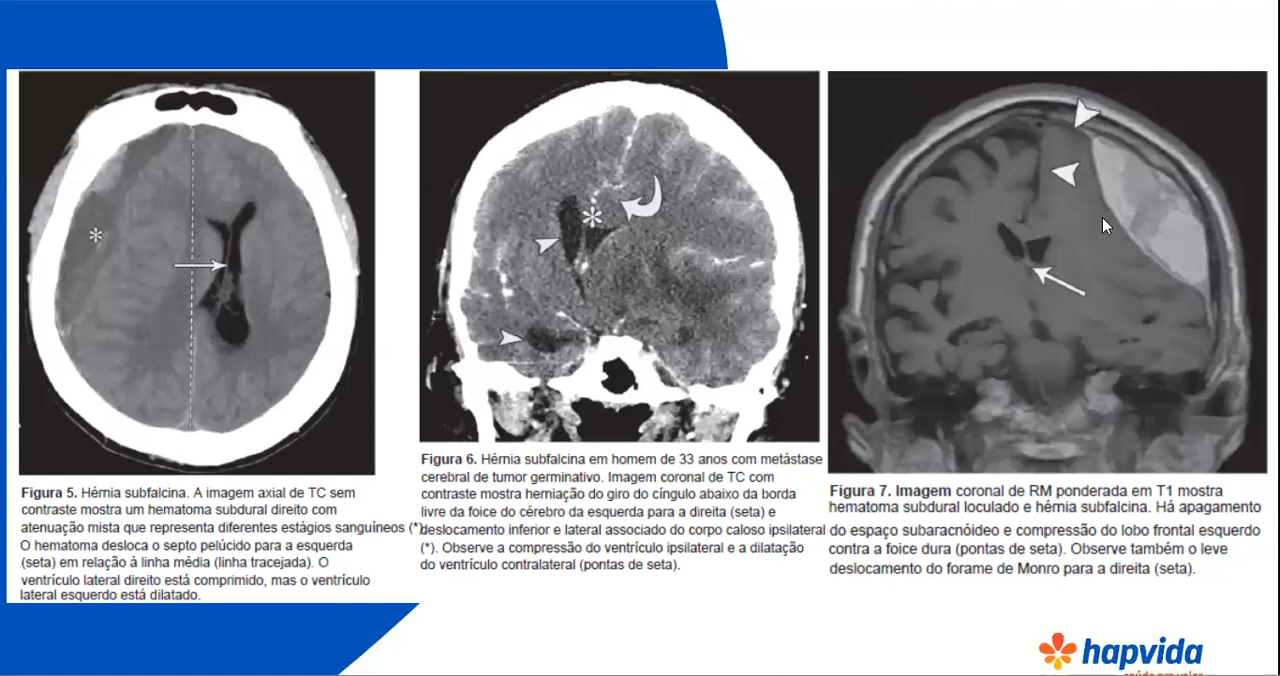 Figura 5. Hérnia subfalcina. A imagem axial de TC sem
contraste mostra um hematoma subdural direito com
atenuação mista que representa diferentes estágios sanguíneos (*).
O hematoma desloca o septo pelúcido para a esquerda
(seta) em relação à linha média (linha tracejada). O
ventrículo lateral direito está comprimido, mas o ventrículo
lateral esquerdo está dilatado.
Figura 6. Hérnia subfalcina em homem de 33 anos com metástase
cerebral de tumor germinativo. Imagem coronal de TC com
contraste mostra herniação do giro do cíngulo abaixo da borda
livre da foice do cérebro da esquerda para a direita (seta) e
deslocamento inferior e lateral associado do corpo caloso ipsilateral
(*). Observe a compressão do ventrículo ipsilateral e a dilatação
do ventrículo contralateral (pontas de seta).
Figura 7. Imagem coronal de RM ponderada em T1 mostra
hematoma subdural loculado e hérnia subfalcina. Há apagamento
do espaço subaracnóideo e compressão do lobo frontal esquerdo
contra a foice dura (pontas de seta). Observe também o leve
deslocamento do forame de Monro para a direita (seta).
hapvida